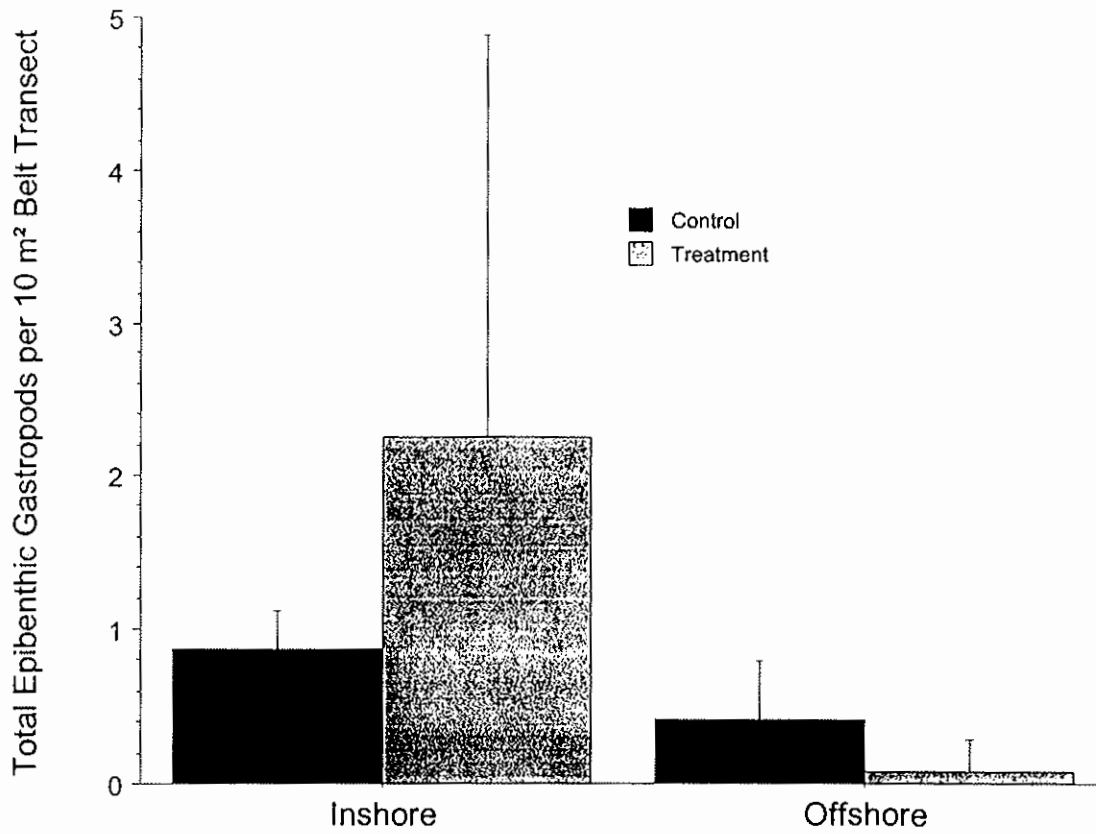 Total Epibenthic Gastropods per 10 m² Belt Transect
5
4
3
2
1
0
Control
Treatment
Inshore
Offshore